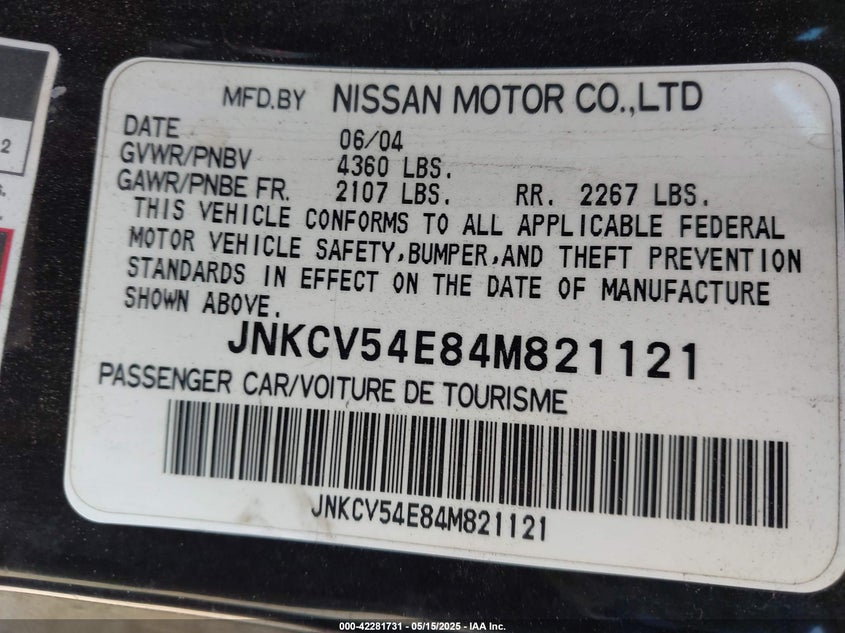 MFD.BY NISSAN MOTOR CO.,LTD
DATE 06/04
GVWR/PNBV 4360 LBS.
GAWR/PNBE FR. 2107 LBS. RR. 2267 LBS.
THIS VEHICLE CONFORMS TO ALL APPLICABLE FEDERAL
MOTOR VEHICLE SAFETY,BUMPER,AND THEFT PREVENTION
STANDARDS IN EFFECT ON THE DATE OF MANUFACTURE
SHOWN ABOVE.
JNKCV54E84M821121
PASSENGER CAR/VOITURE DE TOURISME
JNKCV54E84M821121
2
000-42281731 - 05/15/2025 - IAA Inc.